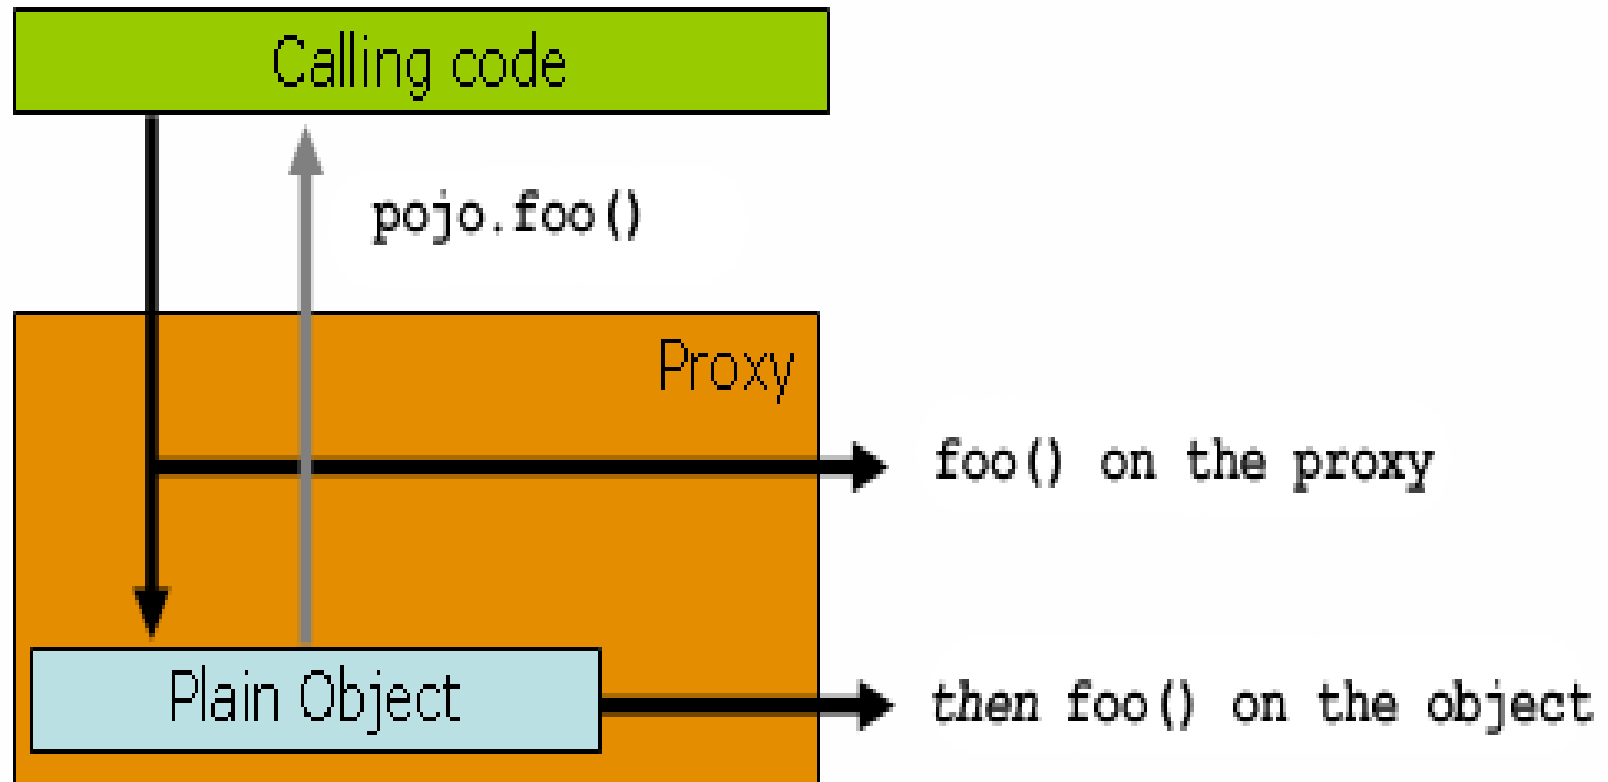 Calling code
pojo.foo()
Proxy
foo() on the proxy
Plain Object
then foo() on the object